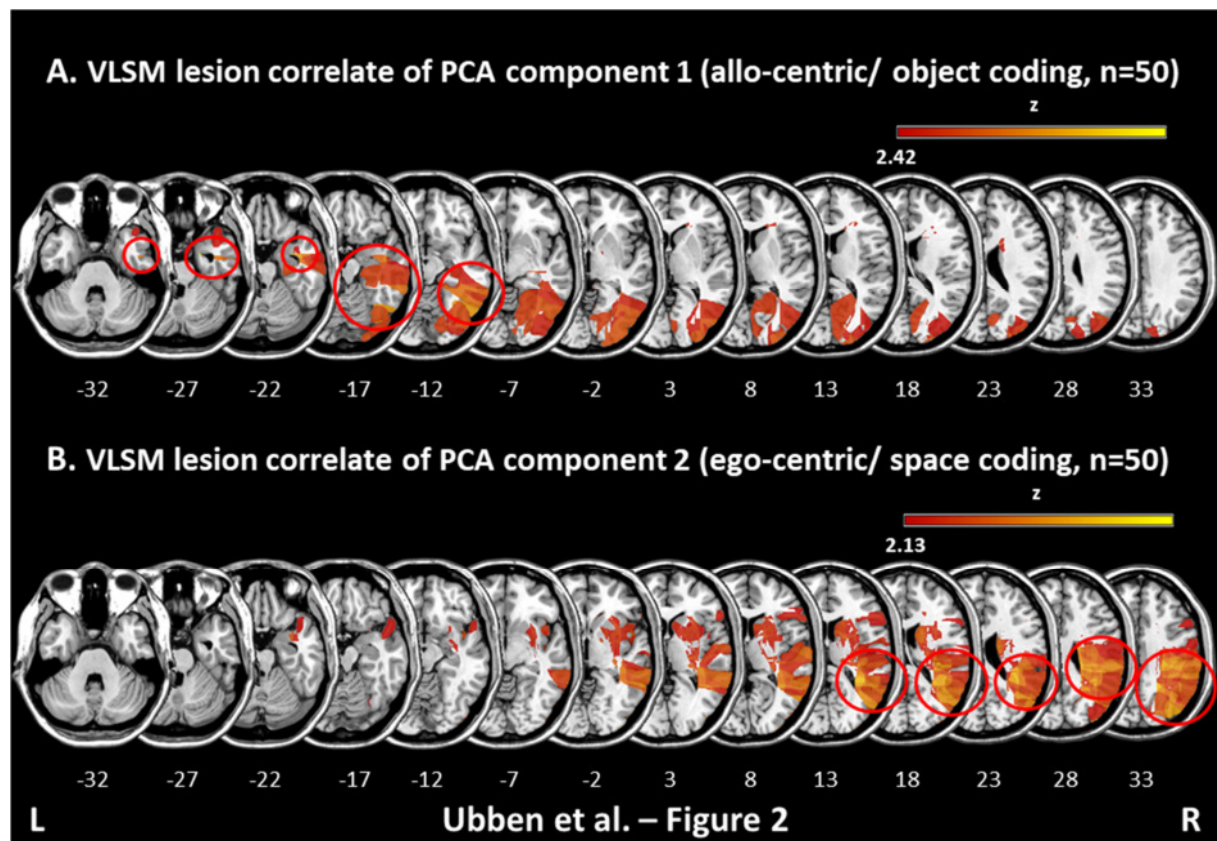 A. VLSM lesion correlate of PCA component 1 (allo-centric/ object coding, n=50)
z
2.42
-32 -27 -22 -17 -12 -7 -2 3 8 13 18 23 28 33
B. VLSM lesion correlate of PCA component 2 (ego-centric/ space coding, n=50)
z
2.13
-32 -27 -22 -17 -12 -7 -2 3 8 13 18 23 28 33
L Ubben et al. – Figure 2 R